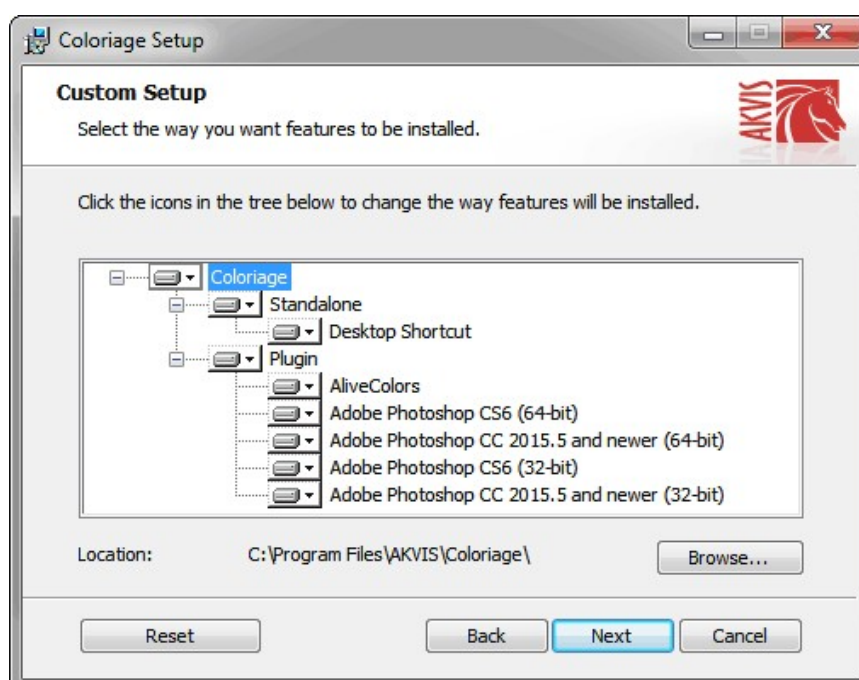 Coloriage Setup
Custom Setup
Select the way you want features to be installed.
AKVIS
Click the icons in the tree below to change the way features will be installed.
Coloriage
Standalone
Desktop Shortcut
Plugin
AliveColors
Adobe Photoshop CS6 (64-bit)
Adobe Photoshop CC 2015.5 and newer (64-bit)
Adobe Photoshop CS6 (32-bit)
Adobe Photoshop CC 2015.5 and newer (32-bit)
Location: C:\Program Files\AKVIS\Coloriage\ Browse...
Reset Back Next Cancel